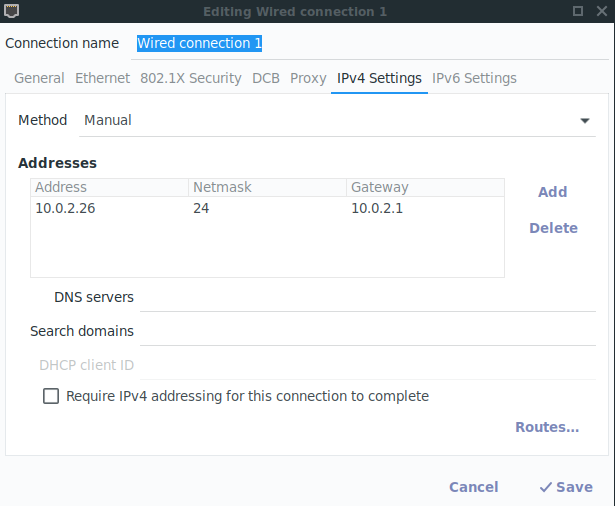 Editing Wired connection 1
Connection name Wired connection 1
General Ethernet 802.1X Security DCB Proxy IPv4 Settings IPv6 Settings
Method Manual
Addresses
Address Netmask Gateway
10.0.2.26 24 10.0.2.1
Add
Delete
DNS servers
Search domains
DHCP client ID
Require IPv4 addressing for this connection to complete
Routes...
Cancel Save